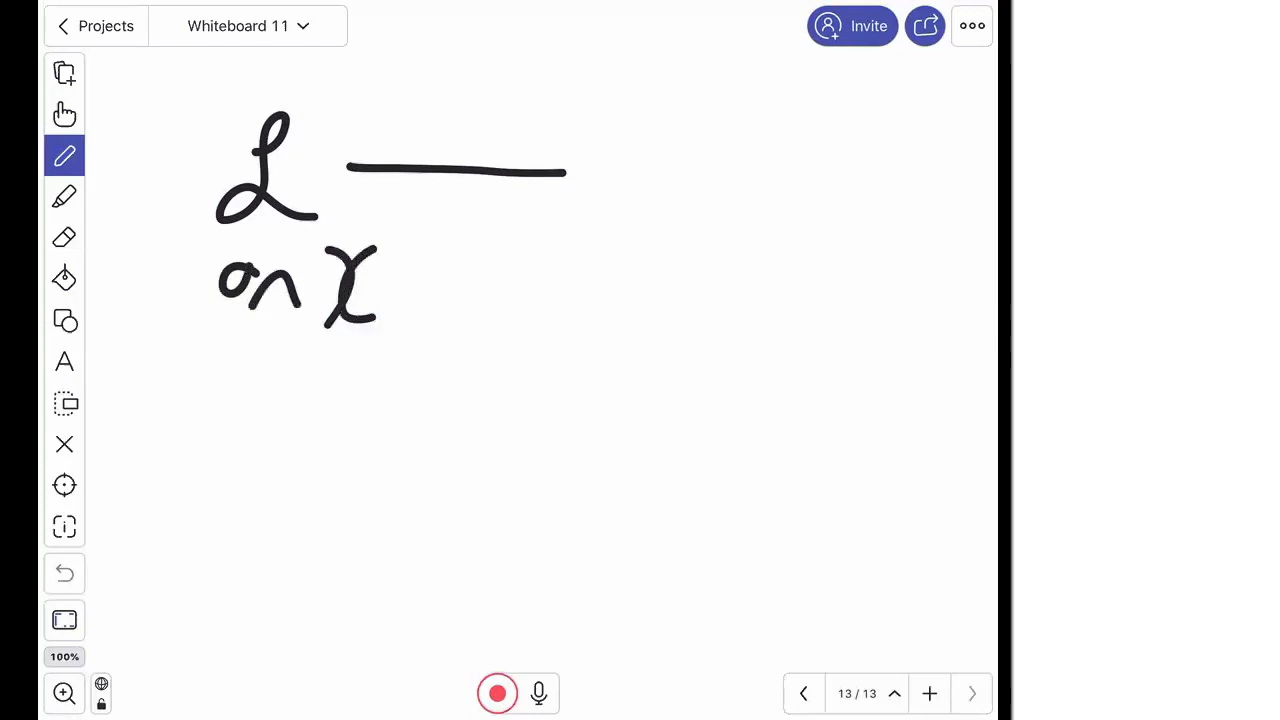 Projects
Whiteboard 11
Invite
ℒ ———
on X
A
100%
13 / 13